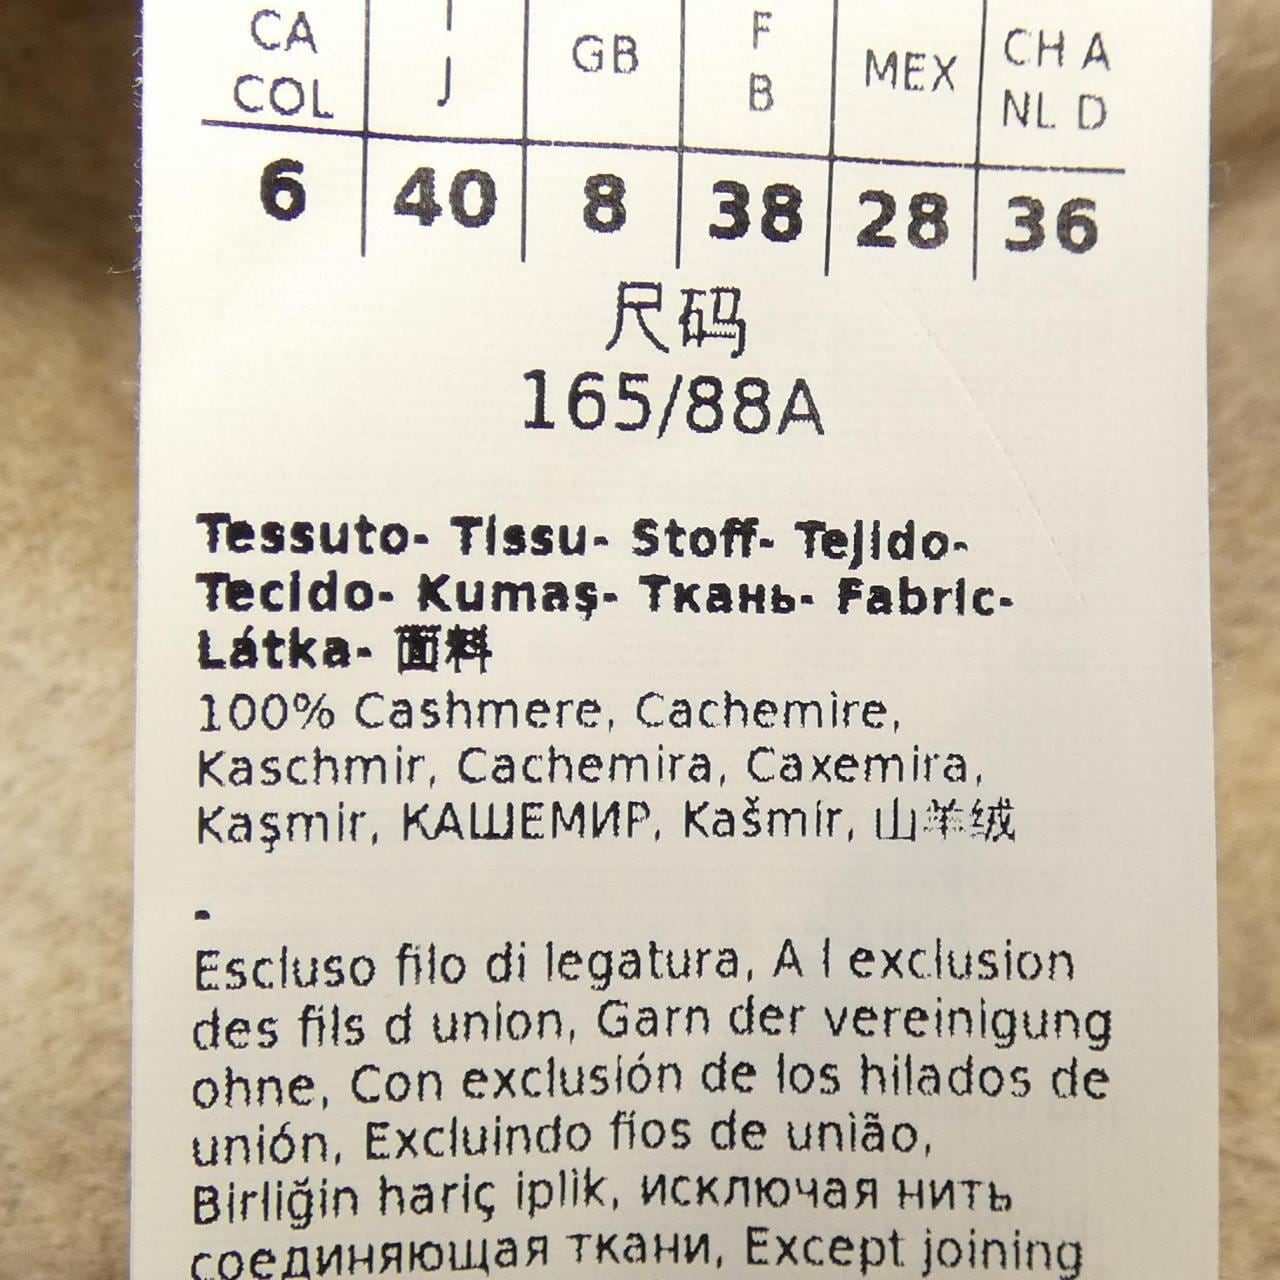 CA J GB F MEX CH A
COL B NL D
6 40 8 38 28 36
尺码
165/88A
Tessuto- Tissu- Stoff- Tejido-
Tecido- Kumaş- Ткань- Fabric-
Látka- 面料
100% Cashmere, Cachemire,
Kaschmir, Cachemira, Caxemira,
Kaşmir, КАШЕМИР, Kašmír, 山羊绒
-
Escluso filo di legatura, A l exclusion
des fils d union, Garn der vereinigung
ohne, Con exclusión de los hilados de
unión, Excluindo fios de união,
Birliğin hariç iplik, исключая нить
соединяющая ткани, Except joining